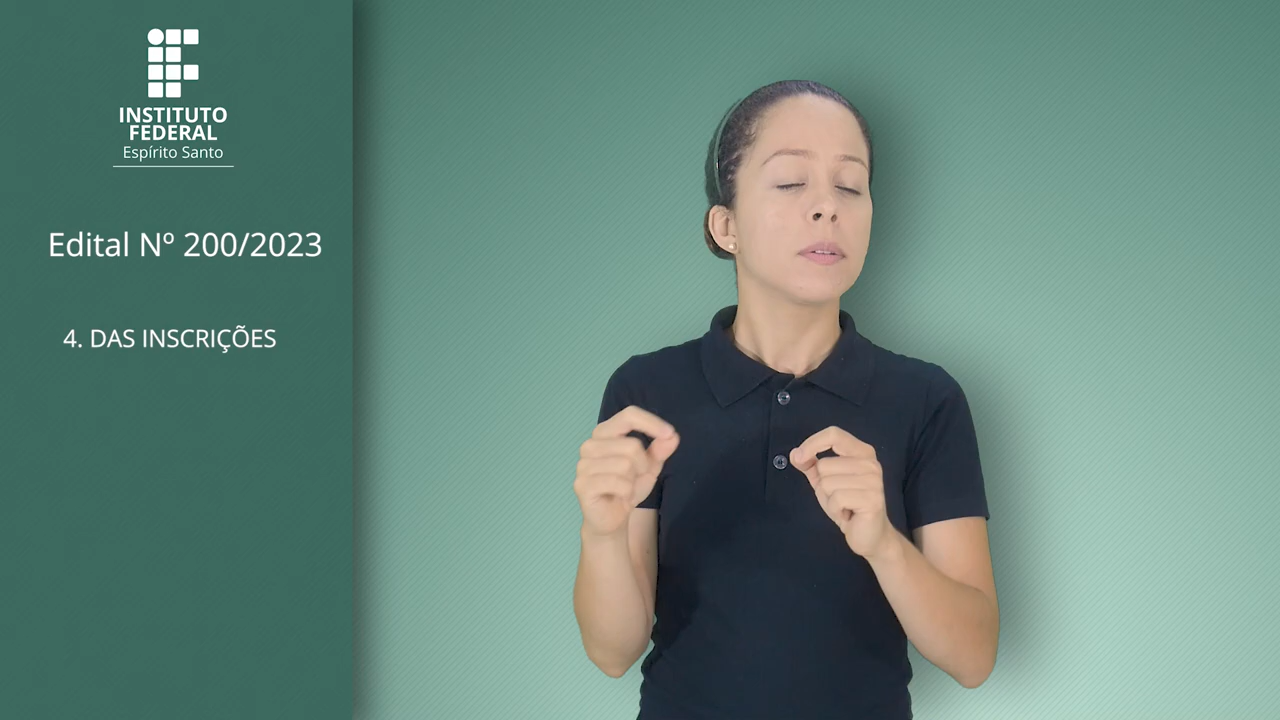 INSTITUTO
FEDERAL
Espírito Santo
Edital Nº 200/2023
4. DAS INSCRIÇÕES